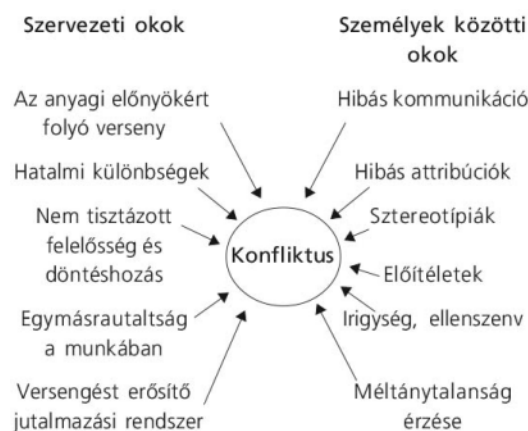 Szervezeti okok
Az anyagi előnyökért
folyó verseny
Hatalmi különbségek
Nem tisztázott
felelősség és
döntéshozás
Egymásrautaltság
a munkában
Versengést erősítő
jutalmazási rendszer
Konfliktus
Személyek közötti
okok
Hibás kommunikáció
Hibás attribúciók
Sztereotípiák
Előítéletek
Irigység, ellenszenv
Méltánytalanság
érzése